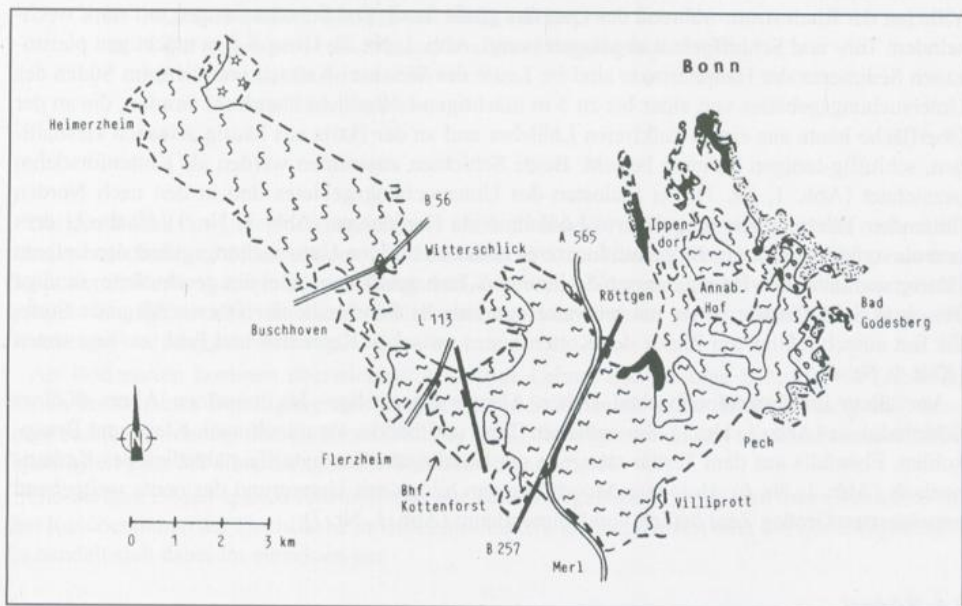 Bonn
Heimerzheim
B 56
Witterschlick
A 565
Ippen-
dorf
Röttgen
Annab.
Hof
Bad
Godesberg
Buschhoven
L 113
Flerzheim
Pech
Bhf.
Kottenforst
Villiprott
B 257
Merl
0 1 2 3 km